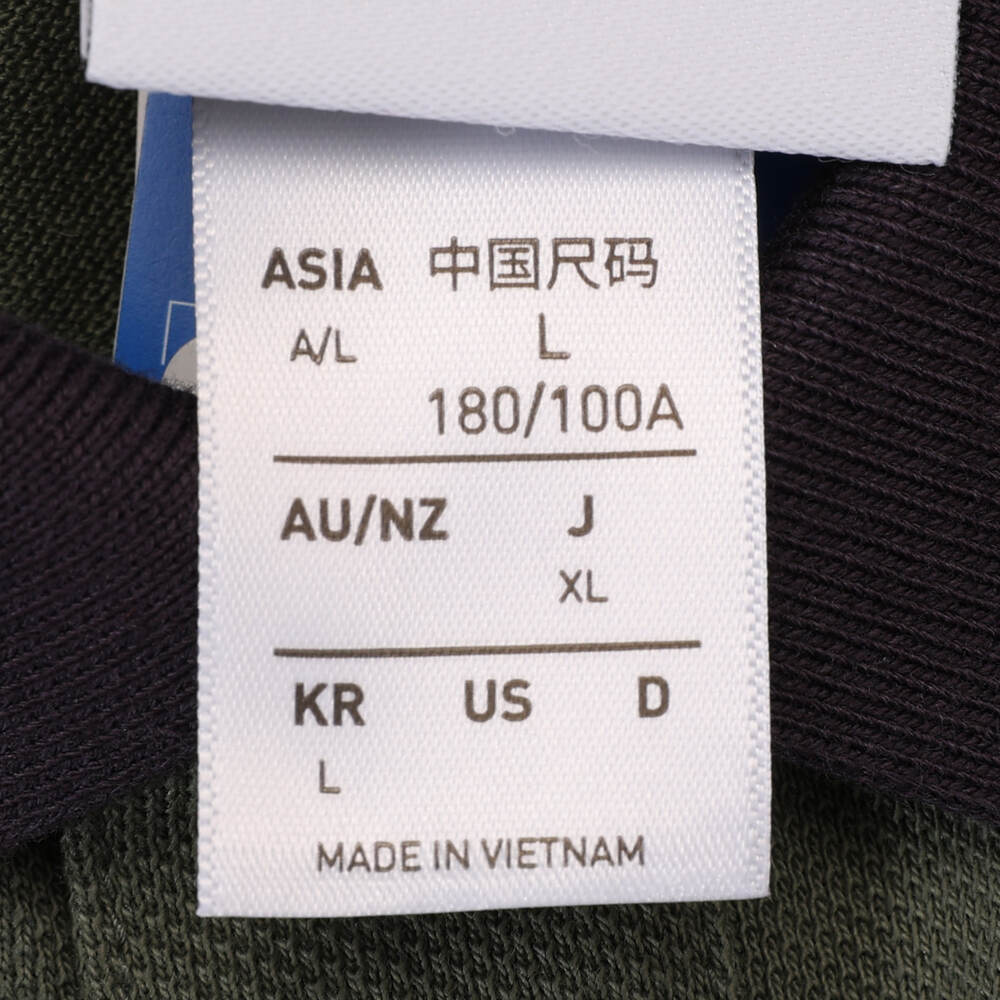 ASIA 中国尺码
A/L L
180/100A
AU/NZ J
XL
KR US D
L
MADE IN VIETNAM